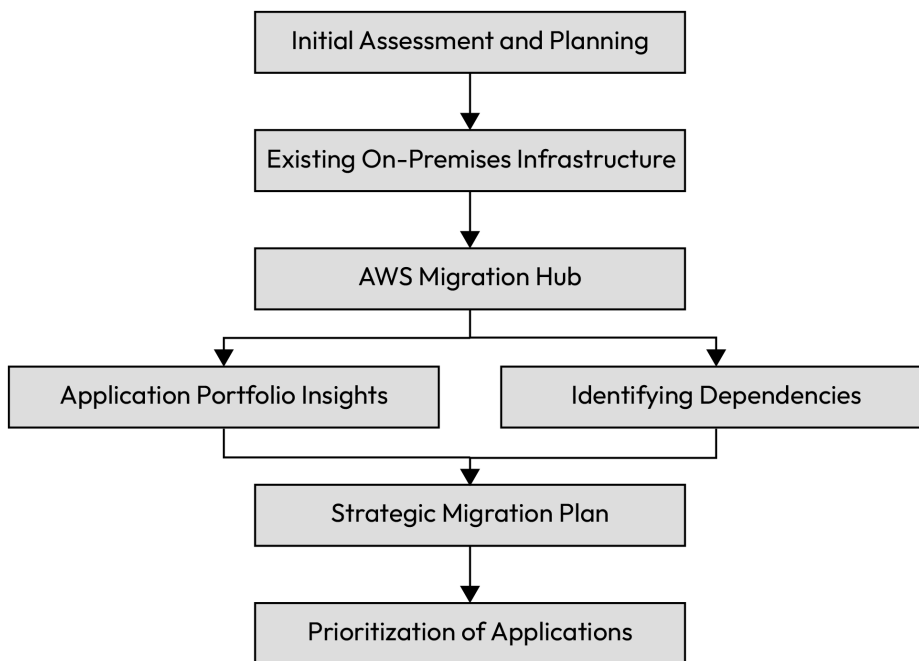 Initial Assessment and Planning
Existing On-Premises Infrastructure
AWS Migration Hub
Application Portfolio Insights
Identifying Dependencies
Strategic Migration Plan
Prioritization of Applications